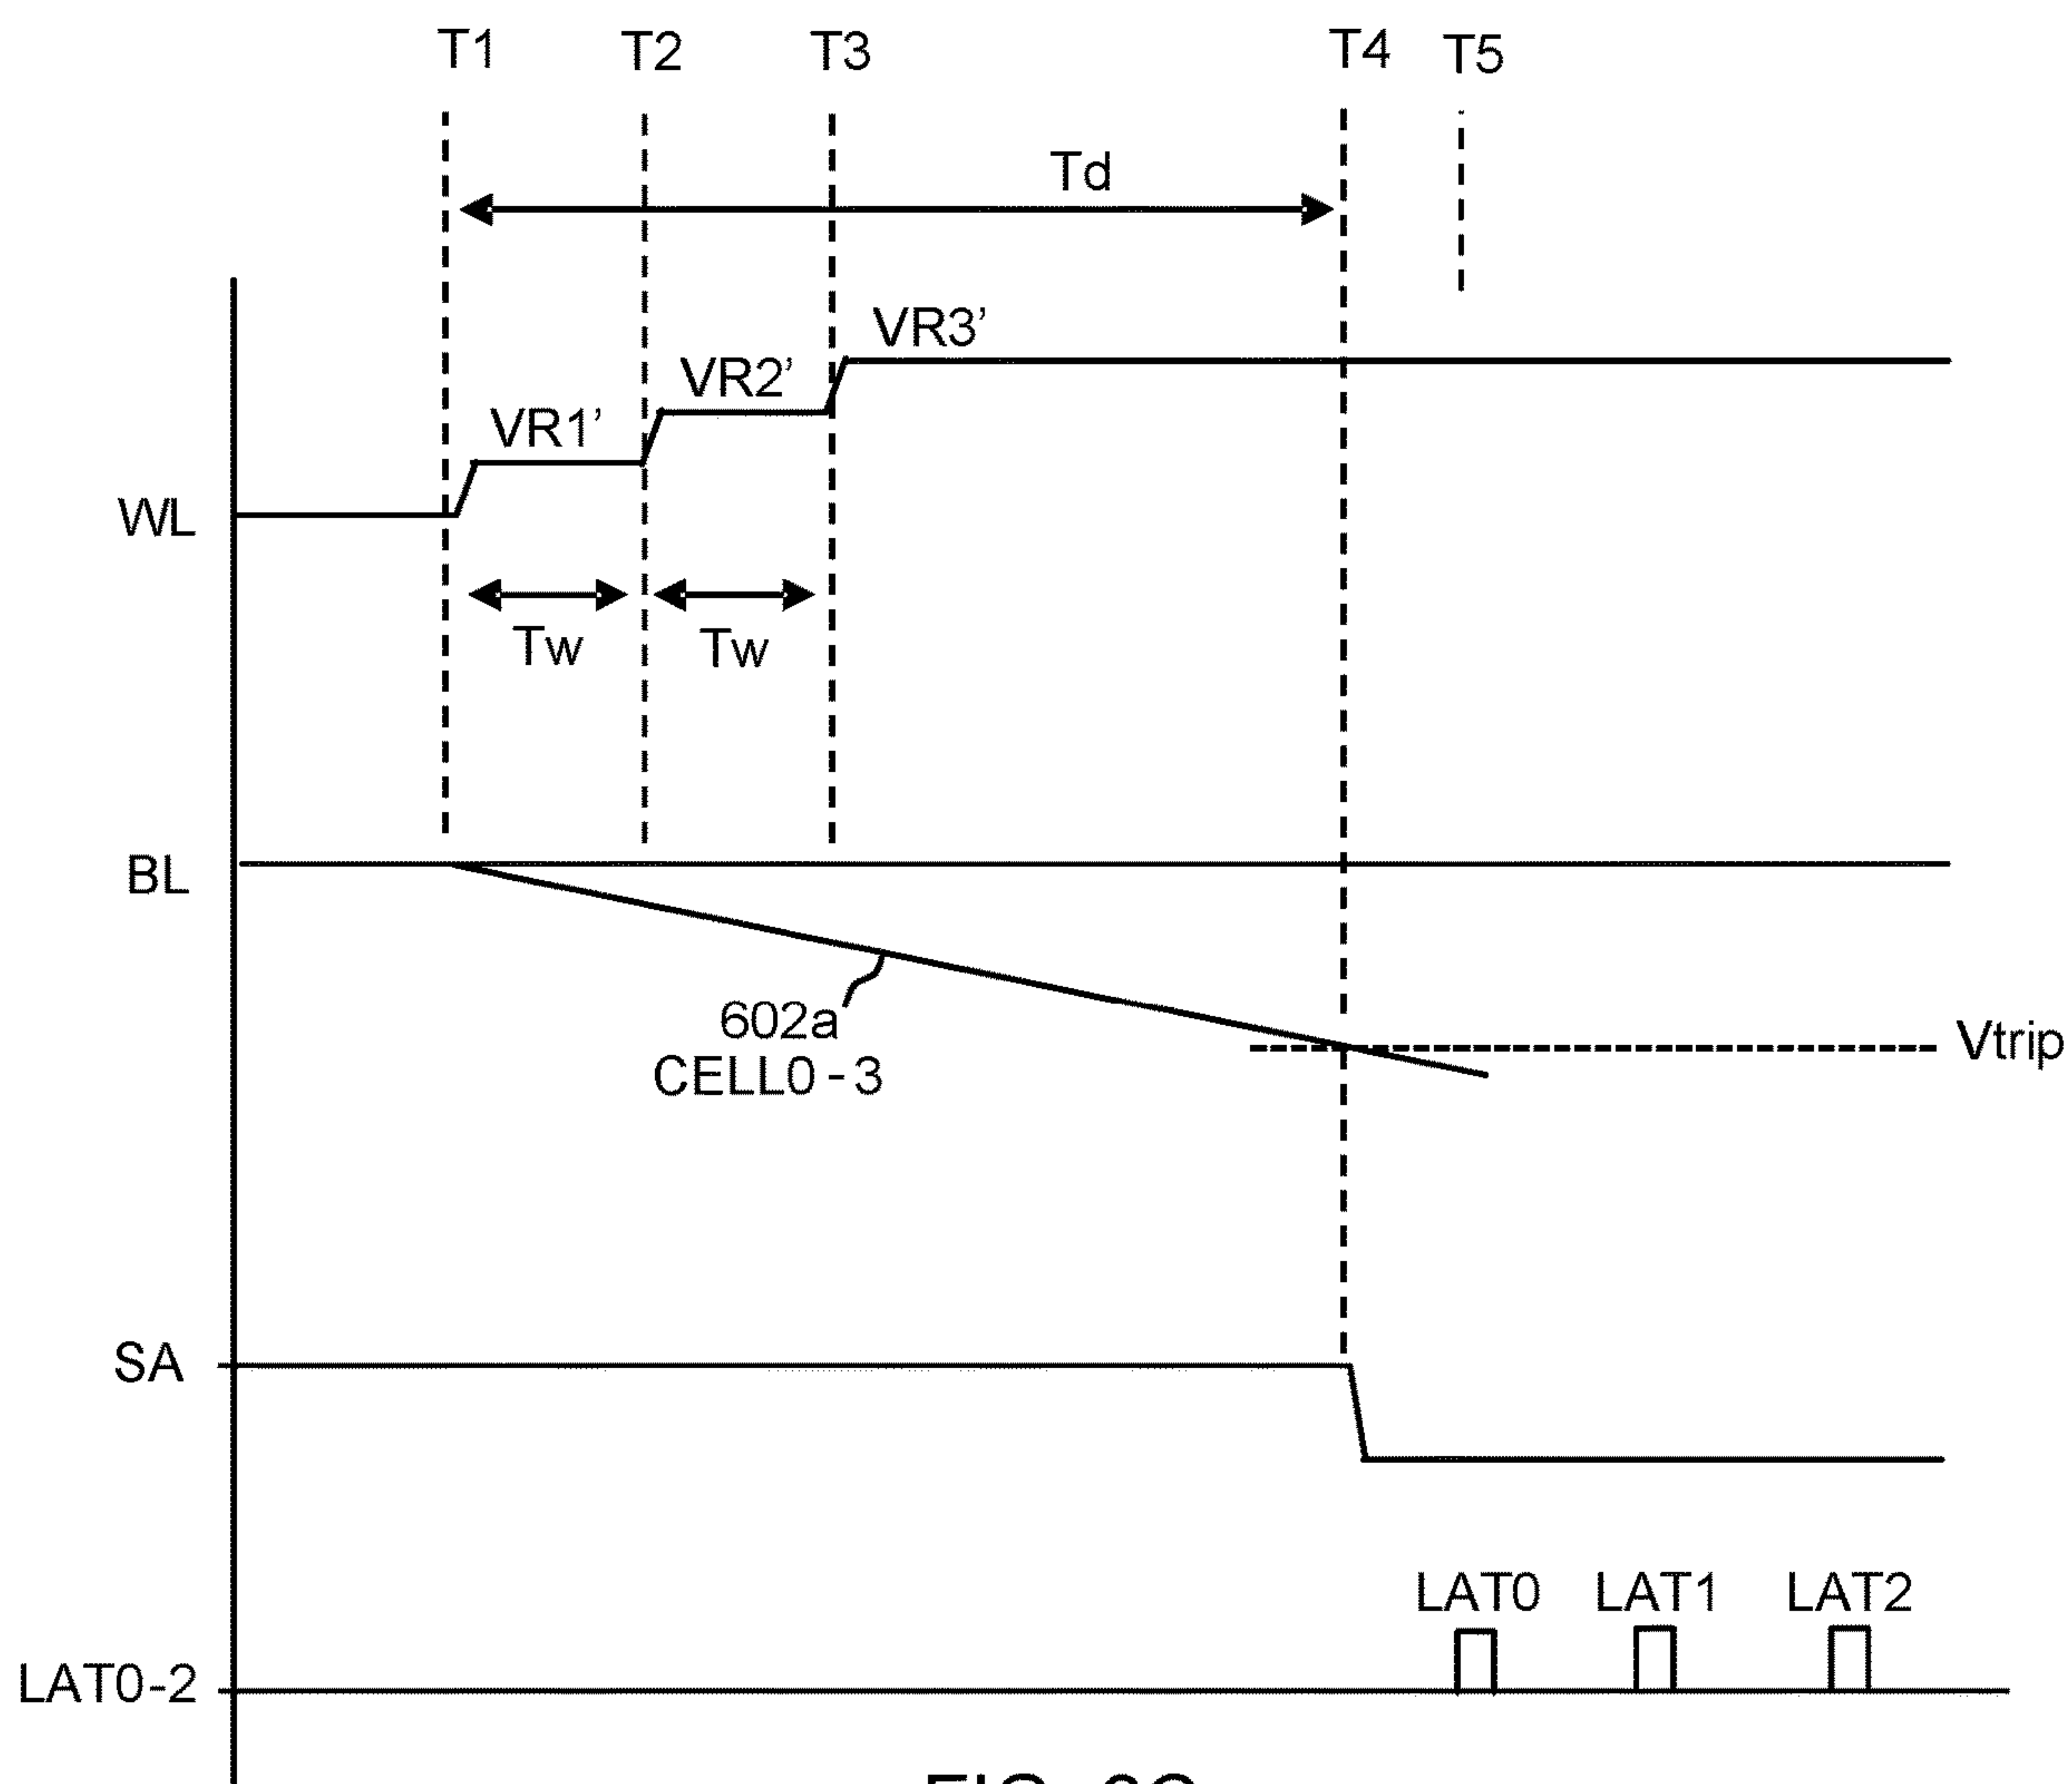 T1 T2 T3 T4 T5
Td
VR3’
VR2’
VR1’
WL
Tw Tw
BL
602a
CELL0-3
Vtrip
SA
LAT0 LAT1 LAT2
LAT0-2